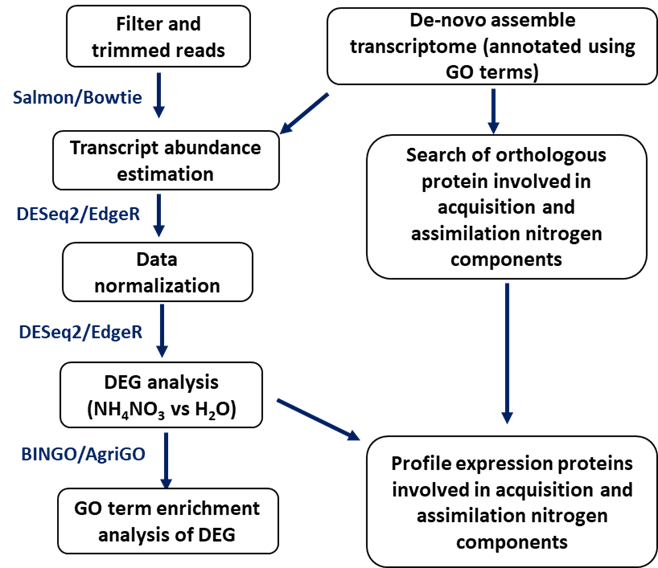 Filter and
trimmed reads
De-novo assemble
transcriptome (annotated using
GO terms)
Salmon/Bowtie
Transcript abundance
estimation
Search of orthologous
protein involved in
acquisition and
assimilation nitrogen
components
DESeq2/EdgeR
Data
normalization
DESeq2/EdgeR
DEG analysis
(NH₄NO₃ vs H₂O)
BINGO/AgriGO
Profile expression proteins
involved in acquisition and
assimilation nitrogen
components
GO term enrichment
analysis of DEG